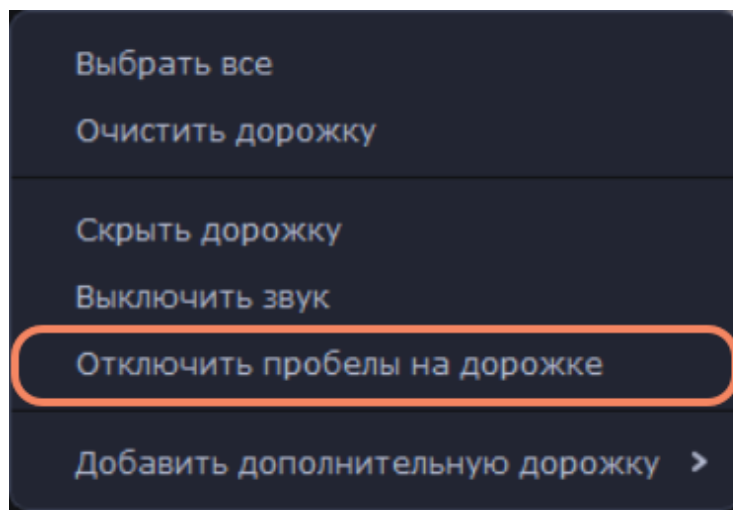 Выбрать все
Очистить дорожку
Скрыть дорожку
Выключить звук
Отключить пробелы на дорожке
Добавить дополнительную дорожку